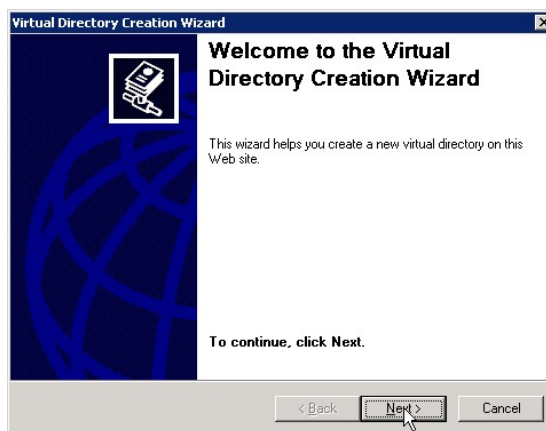 Virtual Directory Creation Wizard
Welcome to the Virtual
Directory Creation Wizard
This wizard helps you create a new virtual directory on this
Web site.
To continue, click Next.
< Back
Next >
Cancel